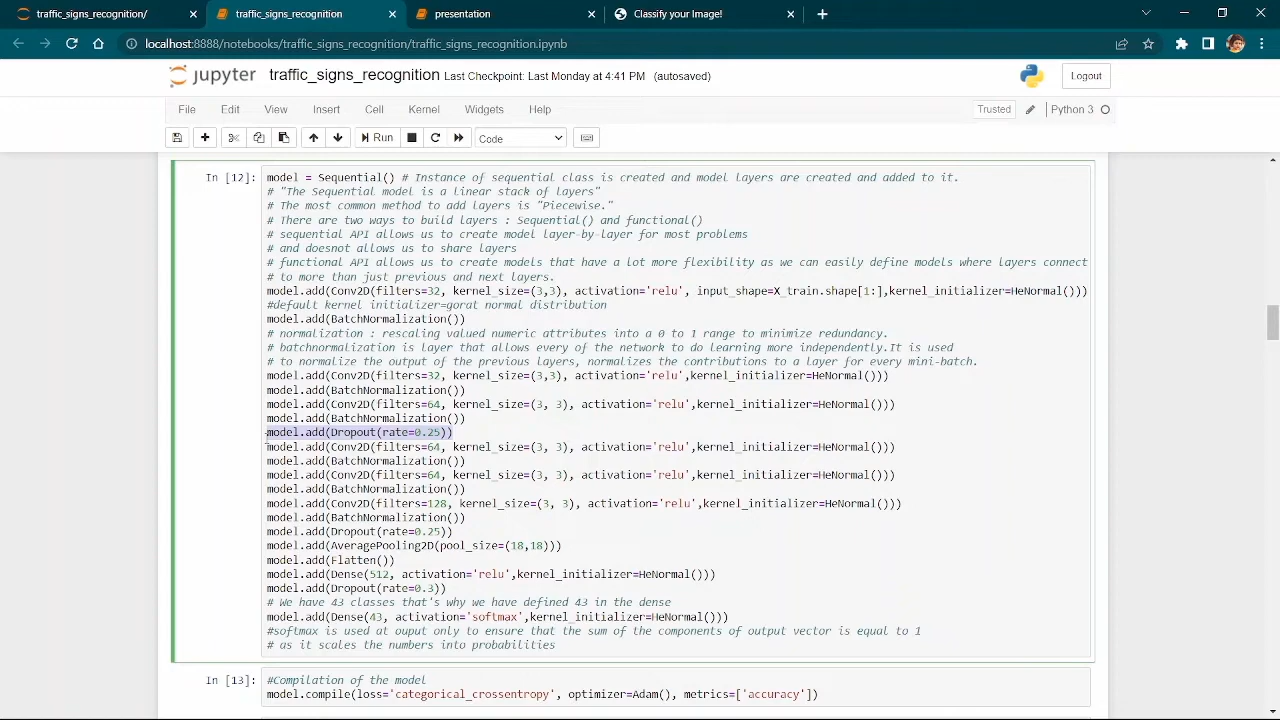 traffic_signs_recognition/
traffic_signs_recognition
presentation
Classify your Image!
localhost:8888/notebooks/traffic_signs_recognition/traffic_signs_recognition.ipynb
jupyter traffic_signs_recognition Last Checkpoint: Last Monday at 4:41 PM (autosaved)
Logout
File Edit View Insert Cell Kernel Widgets Help
Trusted
Python 3
Run
Code
In [12]: model = Sequential() # Instance of sequential class is created and model layers are created and added to it.
# "The Sequential model is a linear stack of layers"
# The most common method to add layers is "Piecewise."
# There are two ways to build layers : Sequential() and functional()
# sequential API allows us to create model layer-by-layer for most problems
# and doesnot allows us to share layers
# functional API allows us to create models that have a lot more flexibility as we can easily define models where layers connect
# to more than just previous and next layers.
model.add(Conv2D(filters=32, kernel_size=(3,3), activation='relu', input_shape=X_train.shape[1:],kernel_initializer=HeNormal()))
#default kernel initializer=gorat normal distribution
model.add(BatchNormalization())
# normalization : rescaling valued numeric attributes into a 0 to 1 range to minimize redundancy.
# batchnormalization is layer that allows every of the network to do learning more independently.It is used
# to normalize the output of the previous layers, normalizes the contributions to a layer for every mini-batch.
model.add(Conv2D(filters=32, kernel_size=(3,3), activation='relu',kernel_initializer=HeNormal()))
model.add(BatchNormalization())
model.add(Conv2D(filters=64, kernel_size=(3, 3), activation='relu',kernel_initializer=HeNormal()))
model.add(BatchNormalization())
model.add(Dropout(rate=0.25))
model.add(Conv2D(filters=64, kernel_size=(3, 3), activation='relu',kernel_initializer=HeNormal()))
model.add(BatchNormalization())
model.add(Conv2D(filters=64, kernel_size=(3, 3), activation='relu',kernel_initializer=HeNormal()))
model.add(BatchNormalization())
model.add(Conv2D(filters=128, kernel_size=(3, 3), activation='relu',kernel_initializer=HeNormal()))
model.add(BatchNormalization())
model.add(Dropout(rate=0.25))
model.add(AveragePooling2D(pool_size=(18,18)))
model.add(Flatten())
model.add(Dense(512, activation='relu',kernel_initializer=HeNormal()))
model.add(Dropout(rate=0.3))
# We have 43 classes that's why we have defined 43 in the dense
model.add(Dense(43, activation='softmax',kernel_initializer=HeNormal()))
#softmax is used at ouput only to ensure that the sum of the components of output vector is equal to 1
# as it scales the numbers into probabilities
In [13]: #Compilation of the model
model.compile(loss='categorical_crossentropy', optimizer=Adam(), metrics=['accuracy'])